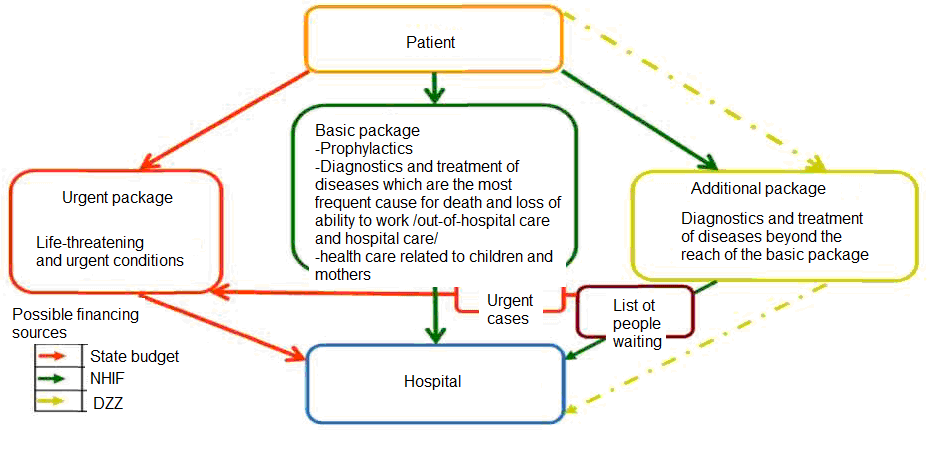 Patient
Basic package
-Prophylactics
-Diagnostics and treatment of
diseases which are the most
frequent cause for death and loss of
ability to work /out-of-hospital care
and hospital care/
-health care related to children and
mothers
Urgent package
Life-threatening
and urgent conditions
Additional package
Diagnostics and treatment
of diseases beyond the
reach of the basic package
Urgent
cases
List ot
people
waiting
Possible financing
sources
State budget
NHIF
DZZ
Hospital